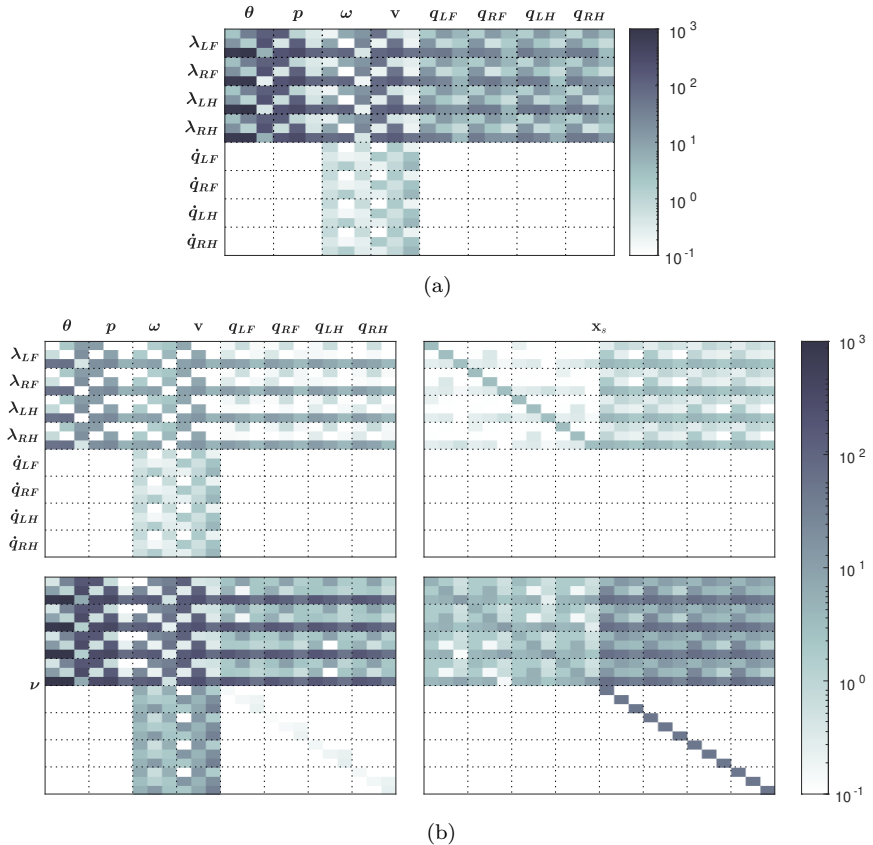 θ p ω v q_LF q_RF q_LH q_RH
λ_LF
λ_RF
λ_LH
λ_RH
q̇_LF
q̇_RF
q̇_LH
q̇_RH
10^3
10^2
10^1
10^0
10^-1
(a)
θ p ω v q_LF q_RF q_LH q_RH
x_s
λ_LF
λ_RF
λ_LH
λ_RH
q̇_LF
q̇_RF
q̇_LH
q̇_RH
ν
10^3
10^2
10^1
10^0
10^-1
(b)